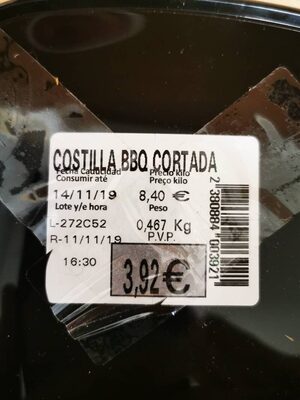 COSTILLA BBQ CORTADA
Fecha Caducidad Precio kilo
Consumir até Preço kilo
14/11/19 8,40 €
Lote y/e hora Peso
L-272C52 0,467 Kg
R-11/11/19 P.V.P.
16:30 3,92€
2 380884 003921